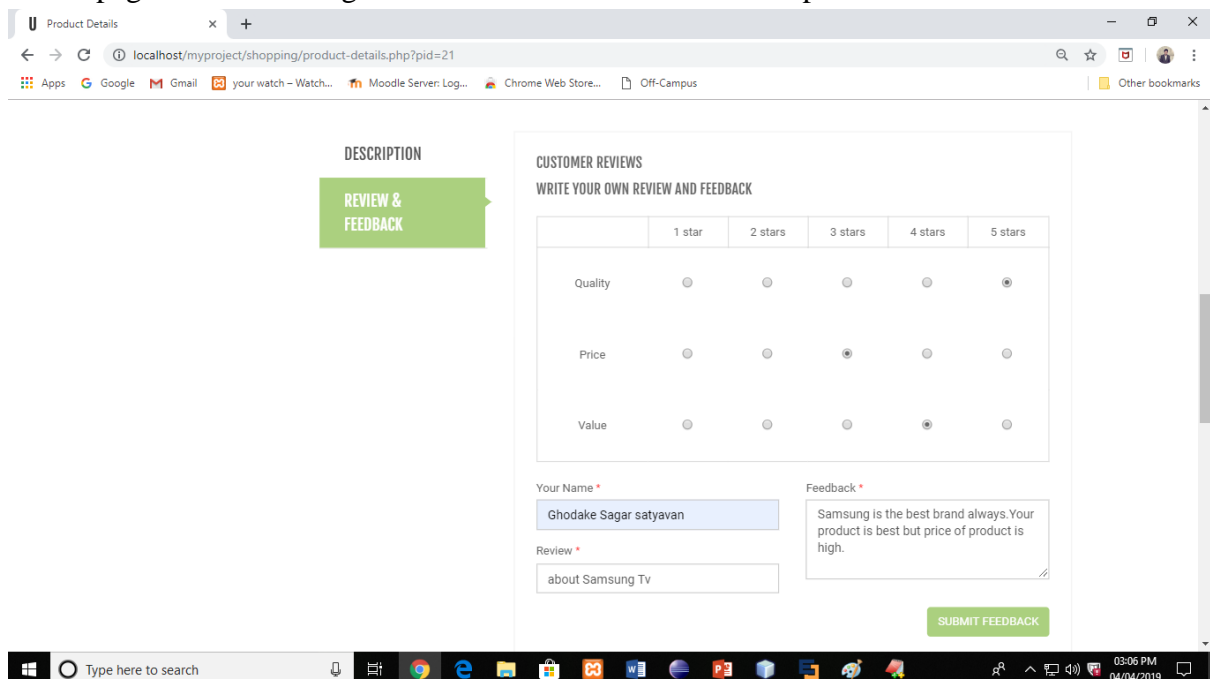 Product Details
localhost/myproject/shopping/product-details.php?pid=21
Apps Google Gmail your watch – Watch... Moodle Server: Log... Chrome Web Store... Off-Campus Other bookmarks
DESCRIPTION
REVIEW &
FEEDBACK
CUSTOMER REVIEWS
WRITE YOUR OWN REVIEW AND FEEDBACK
1 star 2 stars 3 stars 4 stars 5 stars
Quality
Price
Value
Your Name *
Ghodake Sagar satyavan
Review *
about Samsung Tv
Feedback *
Samsung is the best brand always.Your
product is best but price of product is
high.
SUBMIT FEEDBACK
Type here to search
03:06 PM
04/04/2019